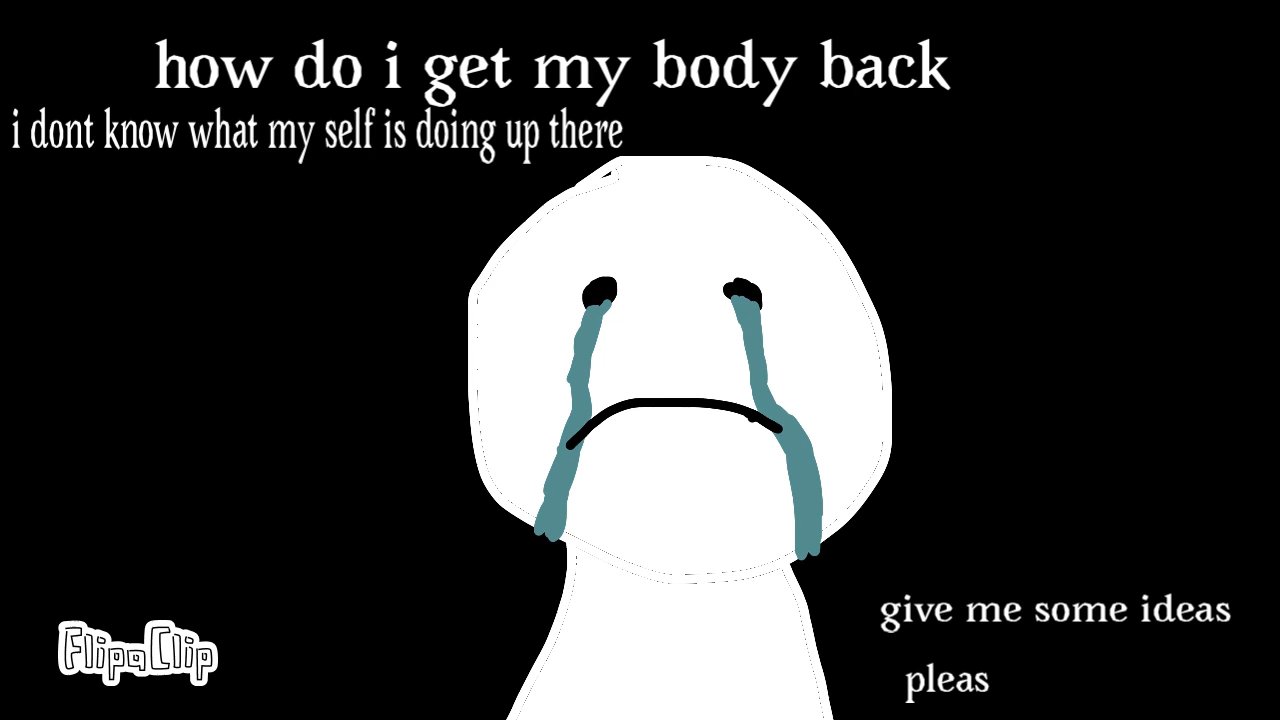 how do i get my body back
i dont know what my self is doing up there
give me some ideas
pleas
FlipaClip